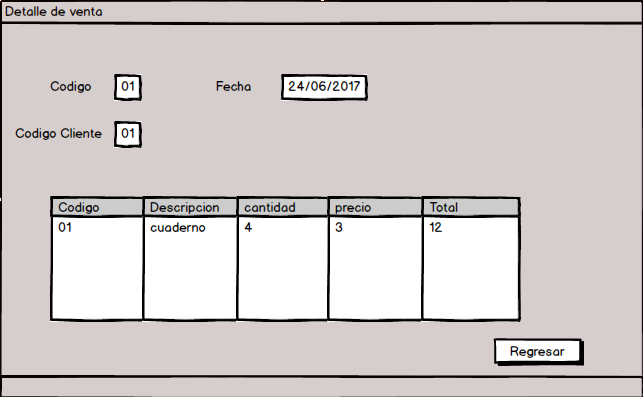 Detalle de venta
Codigo 01 Fecha 24/06/2017
Codigo Cliente 01
Codigo Descripcion cantidad precio Total
01 cuaderno 4 3 12
Regresar